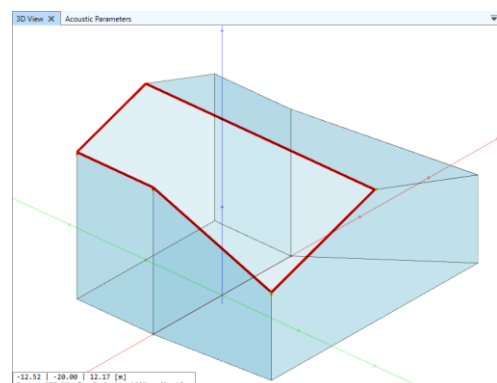 3D View Acoustic Parameters
-12.52 | -20.00 | 12.17 [m]